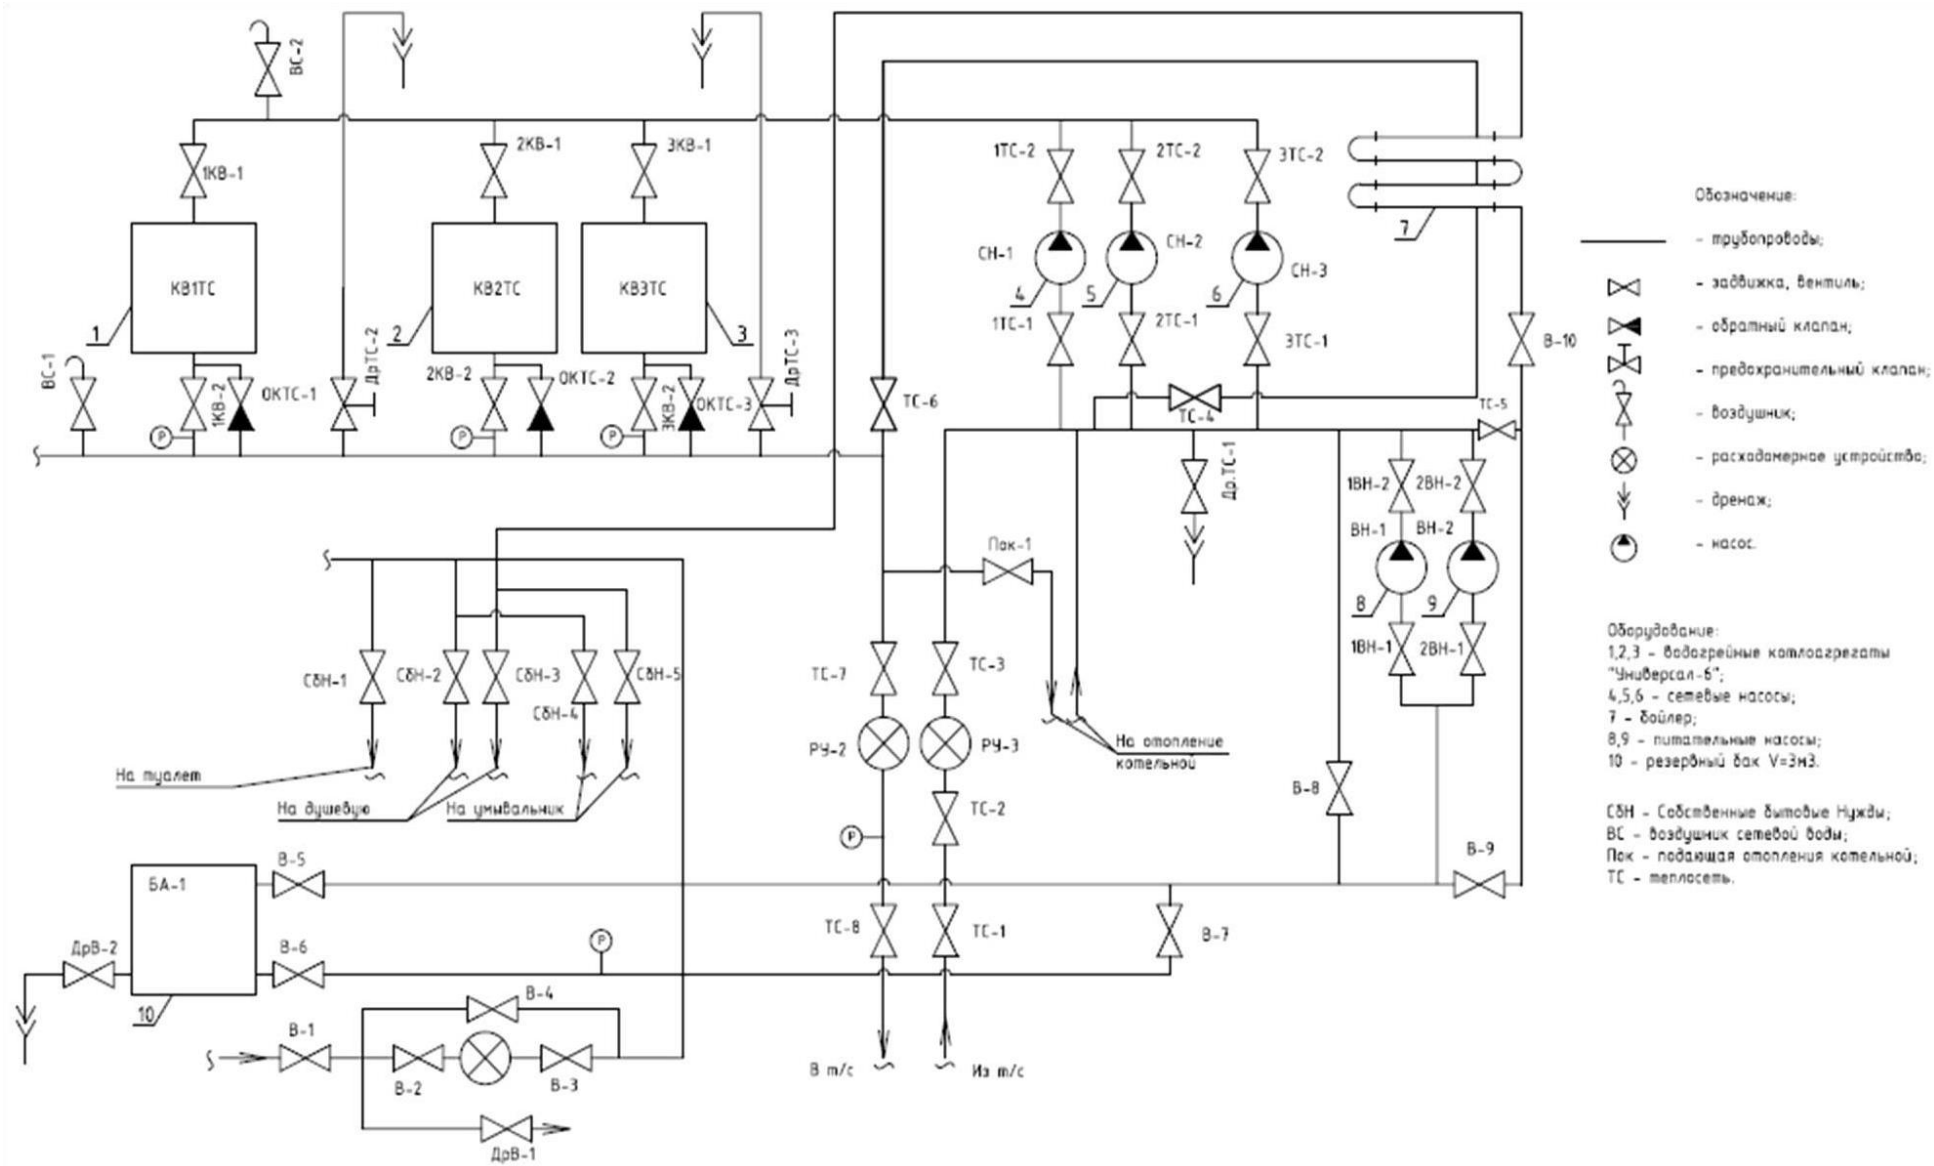 ВС-2
2КВ-1
3КВ-1
1КВ-1
1ТС-2
2ТС-2
3ТС-2
СН-1
СН-2
СН-3
7
КВ1ТС
КВ2ТС
КВ3ТС
1
2
3
4
5
6
1ТС-1
2ТС-1
3ТС-1
В-10
ВС-1
1КВ-2
ОКТС-1
ДрТС-2
2КВ-2
ОКТС-2
3КВ-2
ОКТС-3
ДрТС-3
Р
Р
Р
ТС-6
ТС-4
ТС-5
Др.ТС-1
1ВН-2
2ВН-2
ВН-1
ВН-2
8
9
1ВН-1
2ВН-1
Пок-1
СбН-1
СбН-2
СбН-3
СбН-4
СбН-5
ТС-7
ТС-3
РУ-2
РУ-3
На отопление
котельной
На туалет
На душевую
На умывальник
ТС-2
Р
В-8
В-9
БА-1
В-5
ТС-8
ТС-1
В-7
ДрВ-2
В-6
Р
10
В-4
В-1
В-2
В-3
В т/с
Из т/с
ДрВ-1
Обозначение:
- трубопроводы;
- задвижка, вентиль;
- обратный клапан;
- предохранительный клапан;
- воздушник;
- расходомерное устройство;
- дренаж;
- насос.
Оборудование:
1,2,3 - водогрейные котлоагрегаты
"Универсал-6";
4,5,6 - сетевые насосы;
7 - бойлер;
8,9 - питательные насосы;
10 - резервный бак V=3м3.
СбН - Собственные бытовые Нужды;
ВС - воздушник сетевой воды;
Пок - подающая отопления котельной;
ТС - теплосеть.